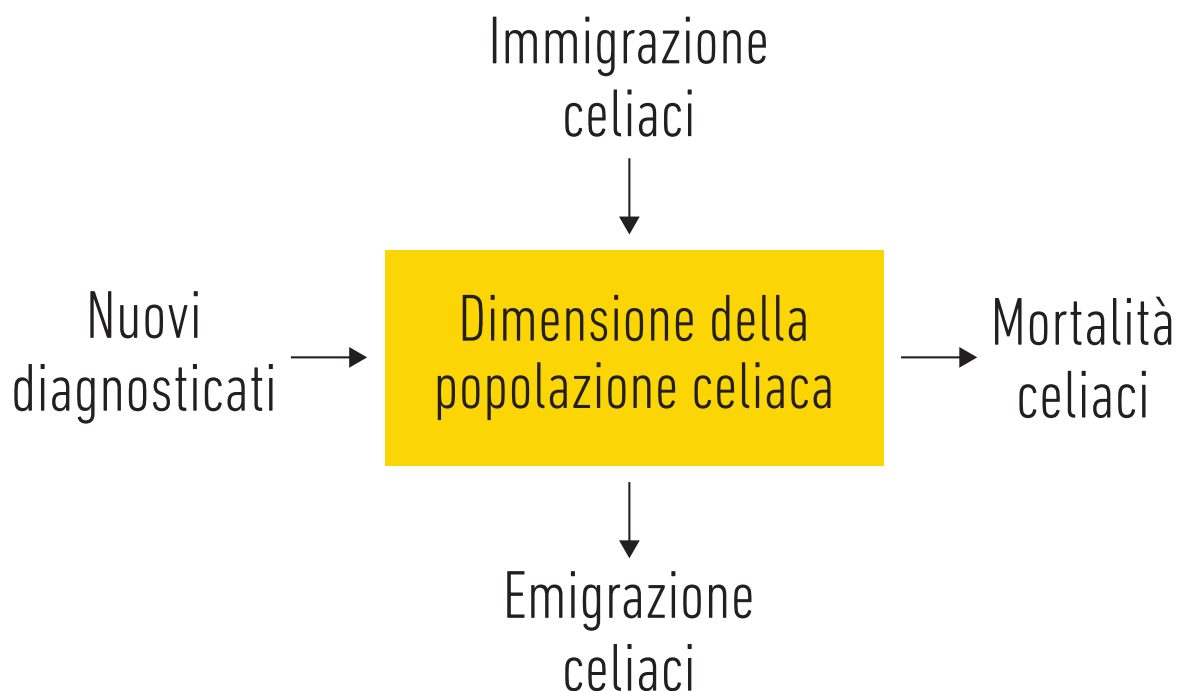 Immigrazione
celiaci
Nuovi
diagnosticati
Dimensione della
popolazione celiaca
Mortalità
celiaci
Emigrazione
celiaci